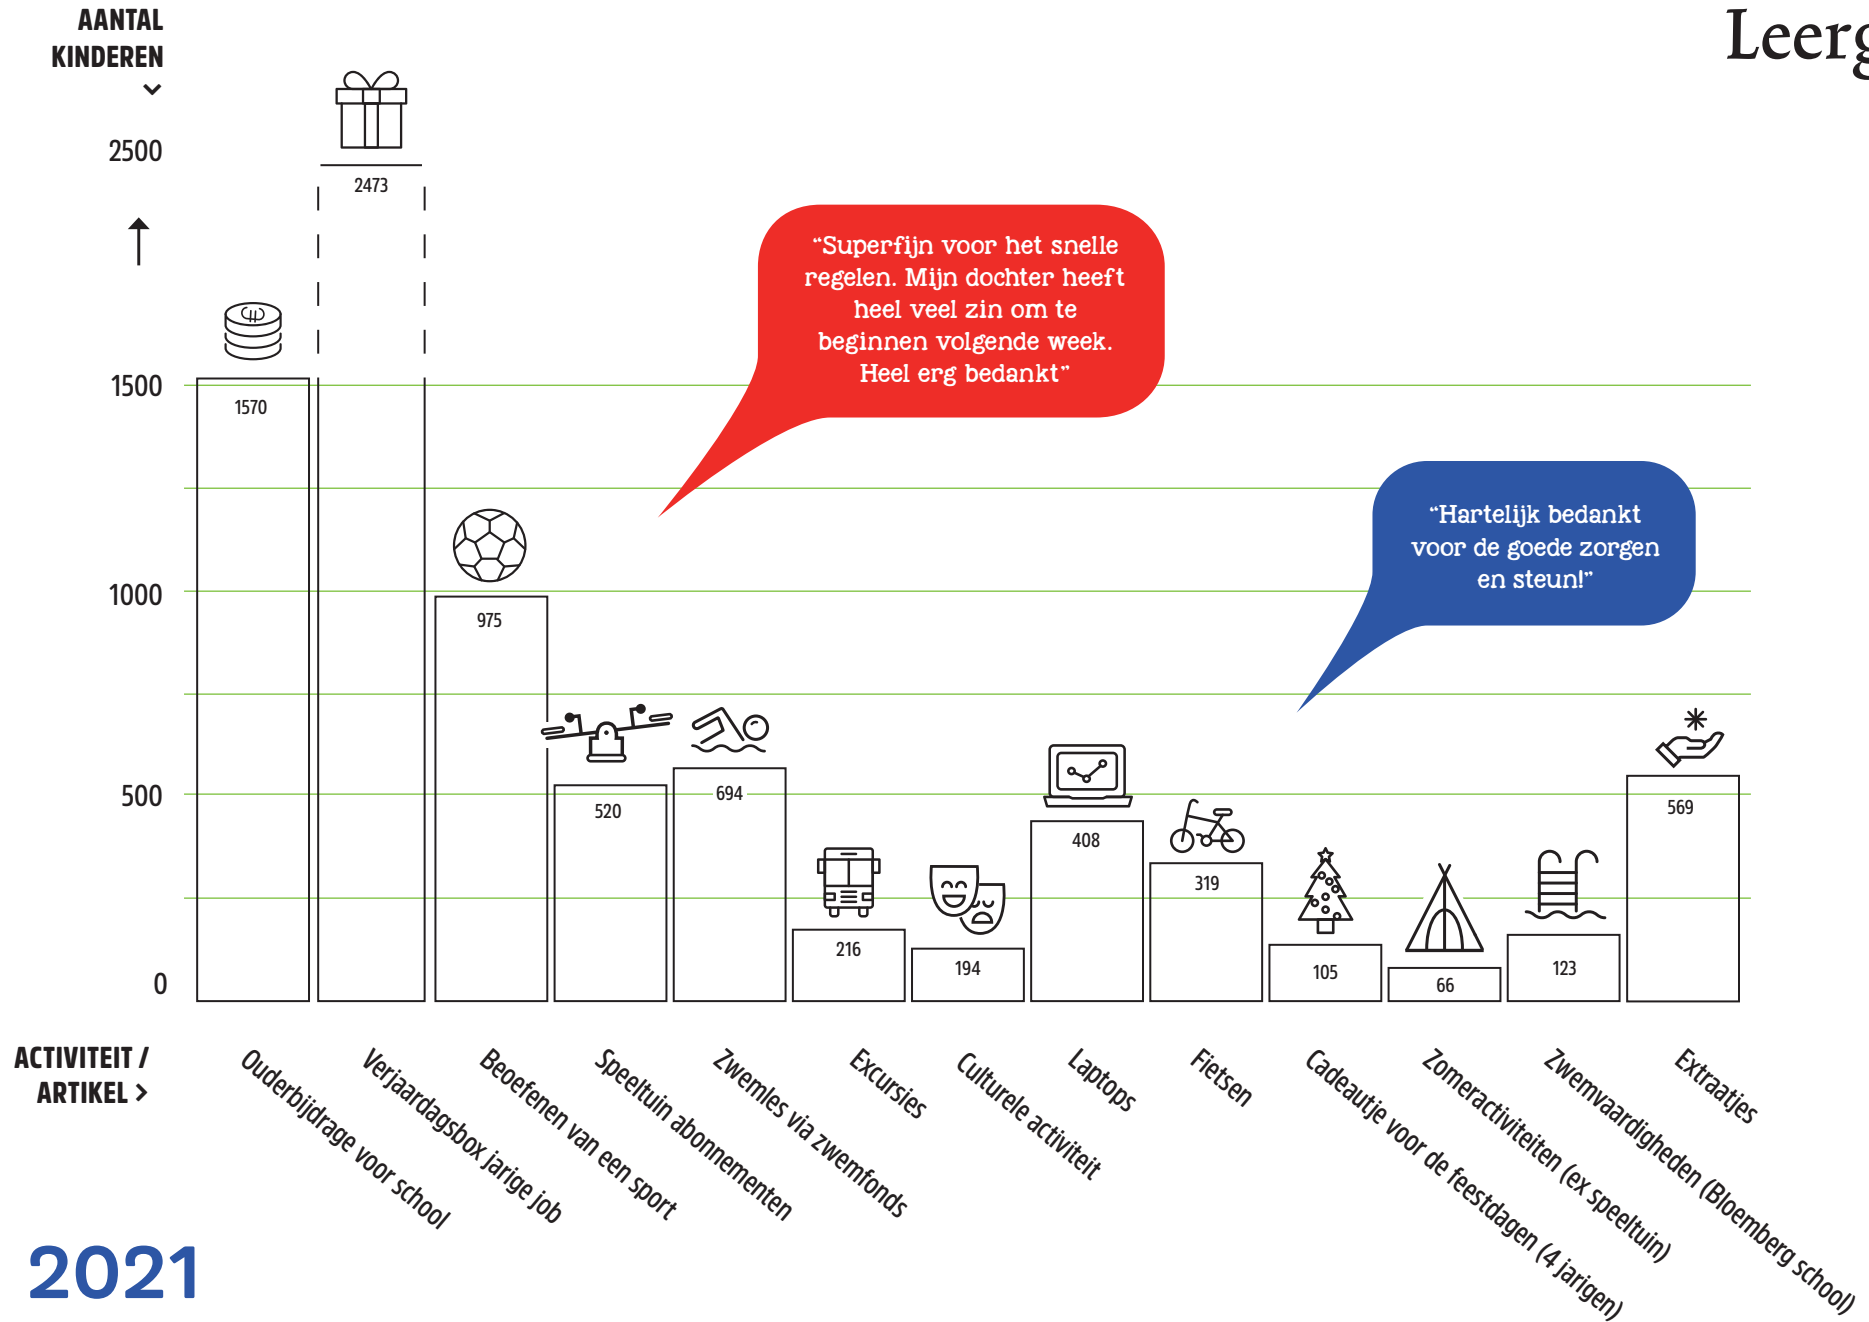 AANTAL
KINDEREN
Leerg
2500
2473
1570
1500
“Superfijn voor het snelle
regelen. Mijn dochter heeft
heel veel zin om te
beginnen volgende week.
Heel erg bedankt”
“Hartelijk bedankt
voor de goede zorgen
en steun!”
1000
975
500
520
694
216
194
408
319
105
66
123
569
0
ACTIVITEIT /
ARTIKEL >
Ouderbijdrage voor school
Verjaardagsbox jarige job
Beoefenen van een sport
Speeltuin abonnementen
Zwemles via zwemfonds
Excursies
Culturele activiteit
Laptops
Fietsen
Cadeautje voor de feestdagen (4 jarigen)
Zomeractiviteiten (ex speeltuin)
Zwemvaardigheden (Bloemberg school)
Extraatjes
2021